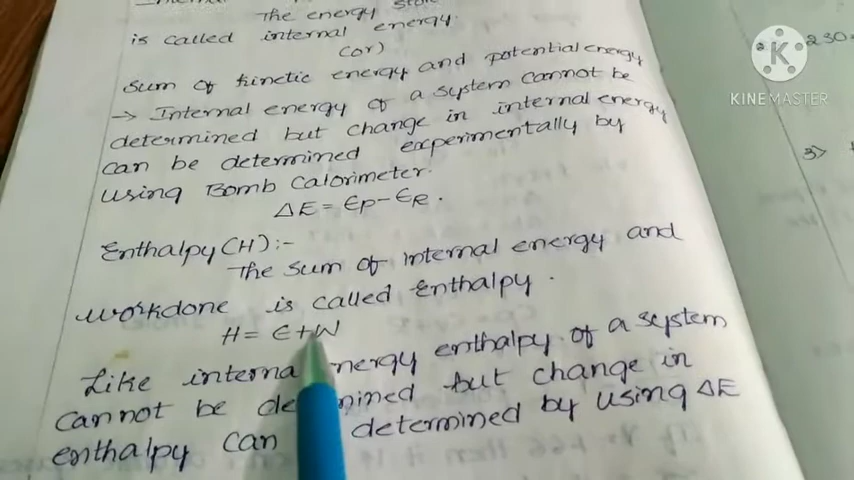 The energy
is called internal energy.
(or)
Sum of kinetic energy and potential energy
→ Internal energy of a system cannot be
determined but change in internal energy
can be determined experimentally by
using Bomb Calorimeter.
ΔE = EP - ER.
Enthalpy (H) :-
The sum of internal energy and
workdone is called Enthalpy.
H = E+W
Like interna nergy enthalpy of a system
cannot be de mined but change in
enthalpy can determined by using ΔE
230
3>
K
KINEMASTER